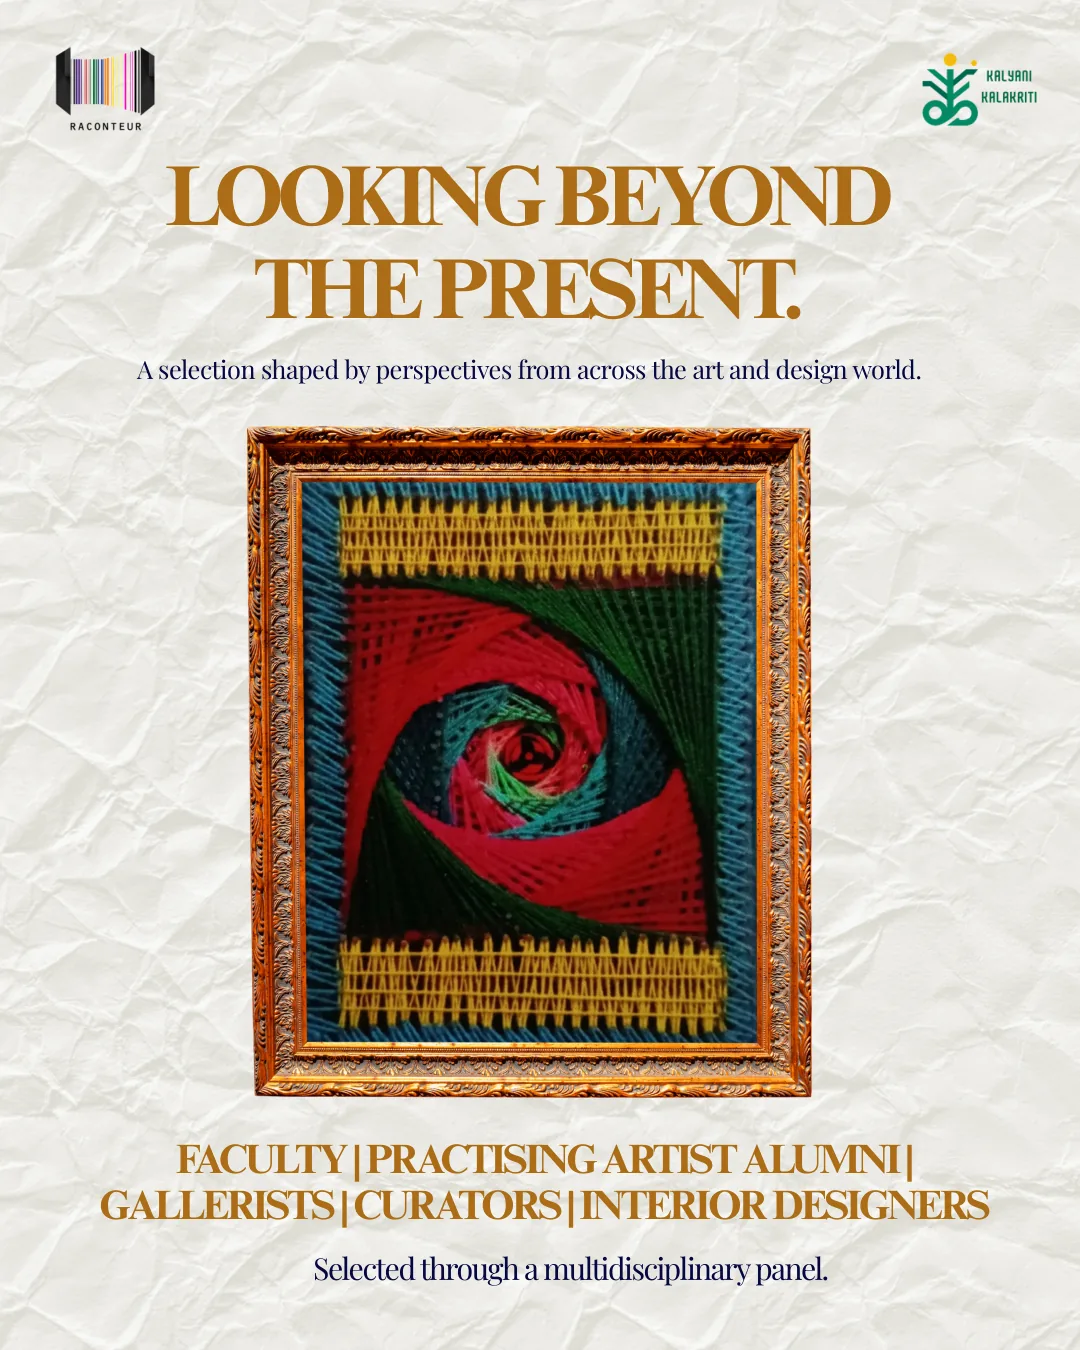 RACONTEUR
KALYANI
KALAKRITI
LOOKING BEYOND
THE PRESENT.
A selection shaped by perspectives from across the art and design world.
FACULTY | PRACTISING ARTIST ALUMNI |
GALLERISTS | CURATORS | INTERIOR DESIGNERS
Selected through a multidisciplinary panel.